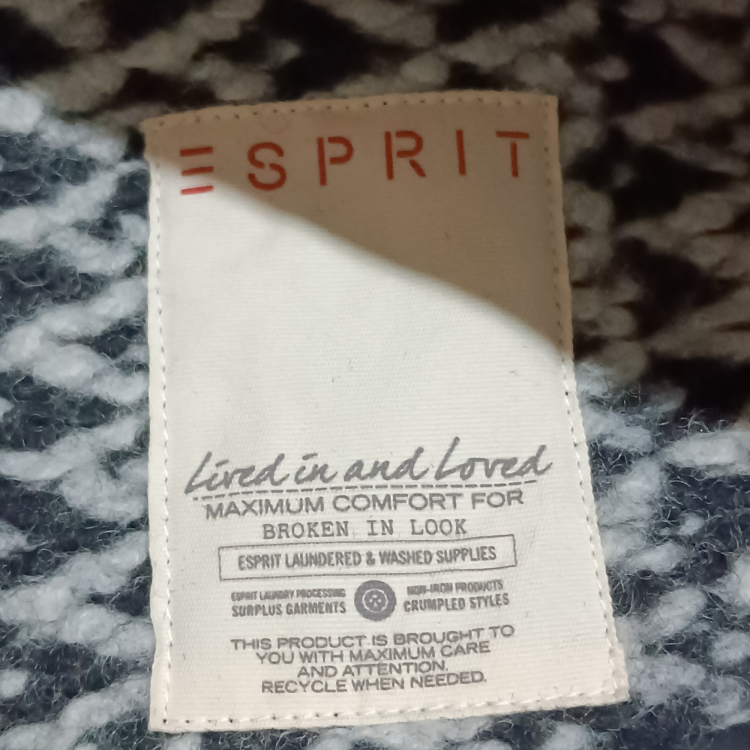 ESPRIT
Lived in and Loved
MAXIMUM COMFORT FOR
BROKEN IN LOOK
ESPRIT LAUNDERED & WASHED SUPPLIES
ESPRIT LAUNDRY PROCESSING
SURPLUS GARMENTS
NON-IRON PRODUCTS
CRUMPLED STYLES
THIS PRODUCT IS BROUGHT TO
YOU WITH MAXIMUM CARE
AND ATTENTION.
RECYCLE WHEN NEEDED.